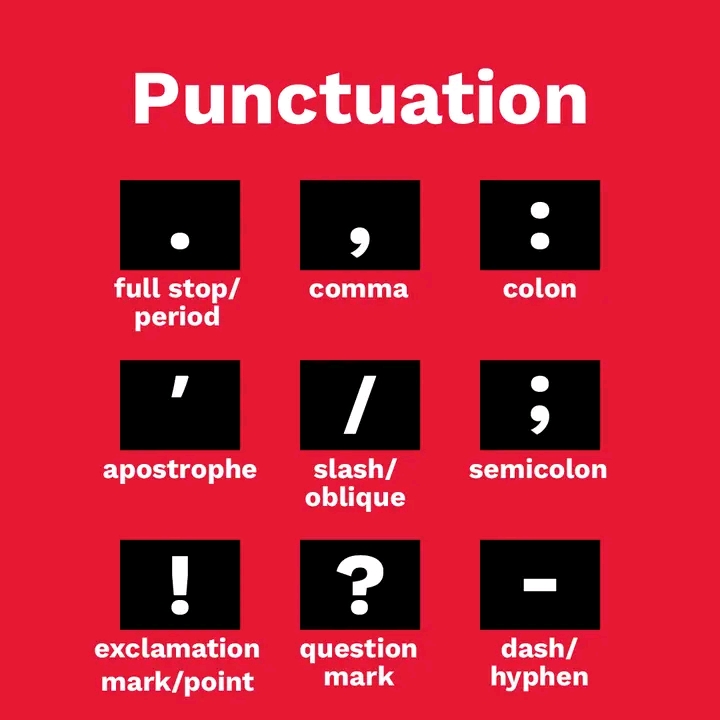 Punctuation
. , :
full stop/ comma colon
period
' / ;
apostrophe slash/ semicolon
oblique
! ? -
exclamation question dash/
mark/point mark hyphen